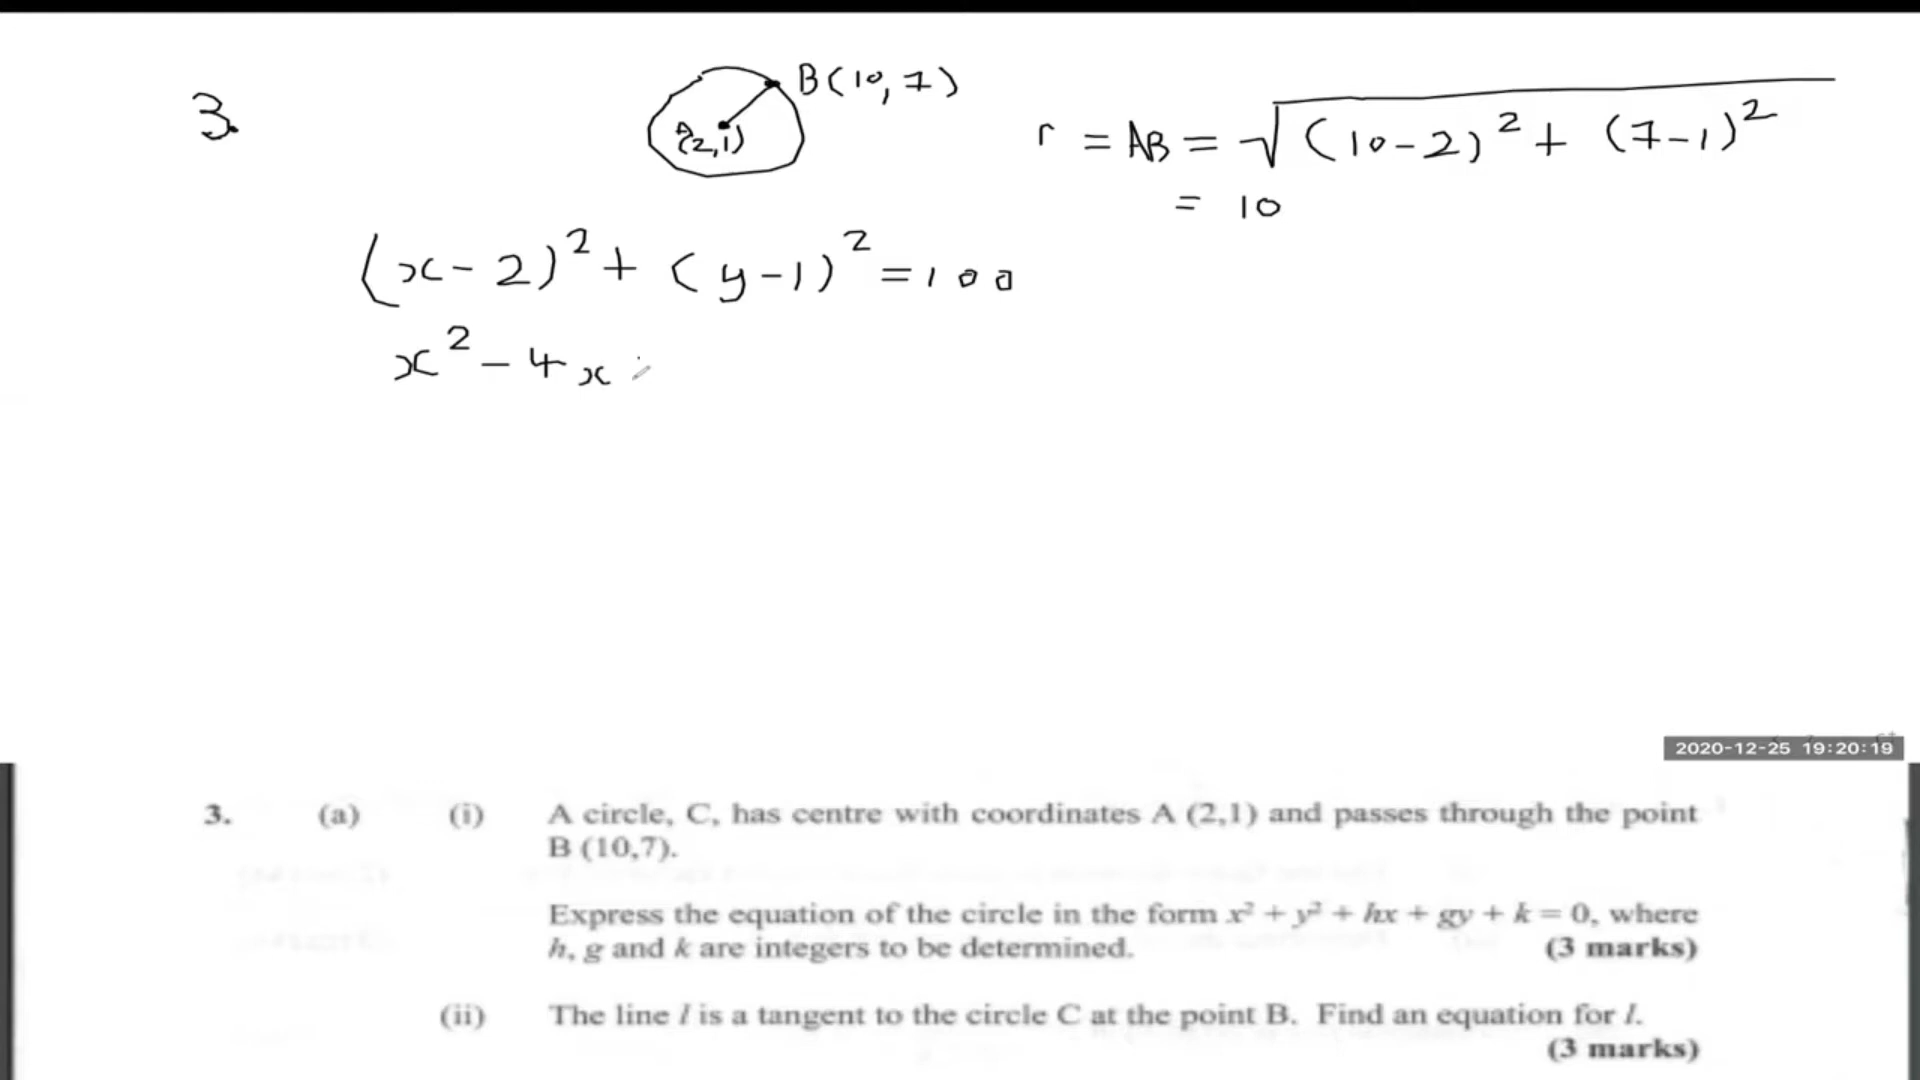 3.
B(10,7)
A
(2,1)
r = AB = √(10-2)² + (7-1)²
= 10
(x-2)² + (y-1)² = 100
x² - 4x
2020-12-25 19:20:19
3. (a) (i) A circle, C, has centre with coordinates A (2,1) and passes through the point
B (10,7).
Express the equation of the circle in the form x² + y² + hx + gy + k = 0, where
h, g and k are integers to be determined. (3 marks)
(ii) The line l is a tangent to the circle C at the point B. Find an equation for l.
(3 marks)